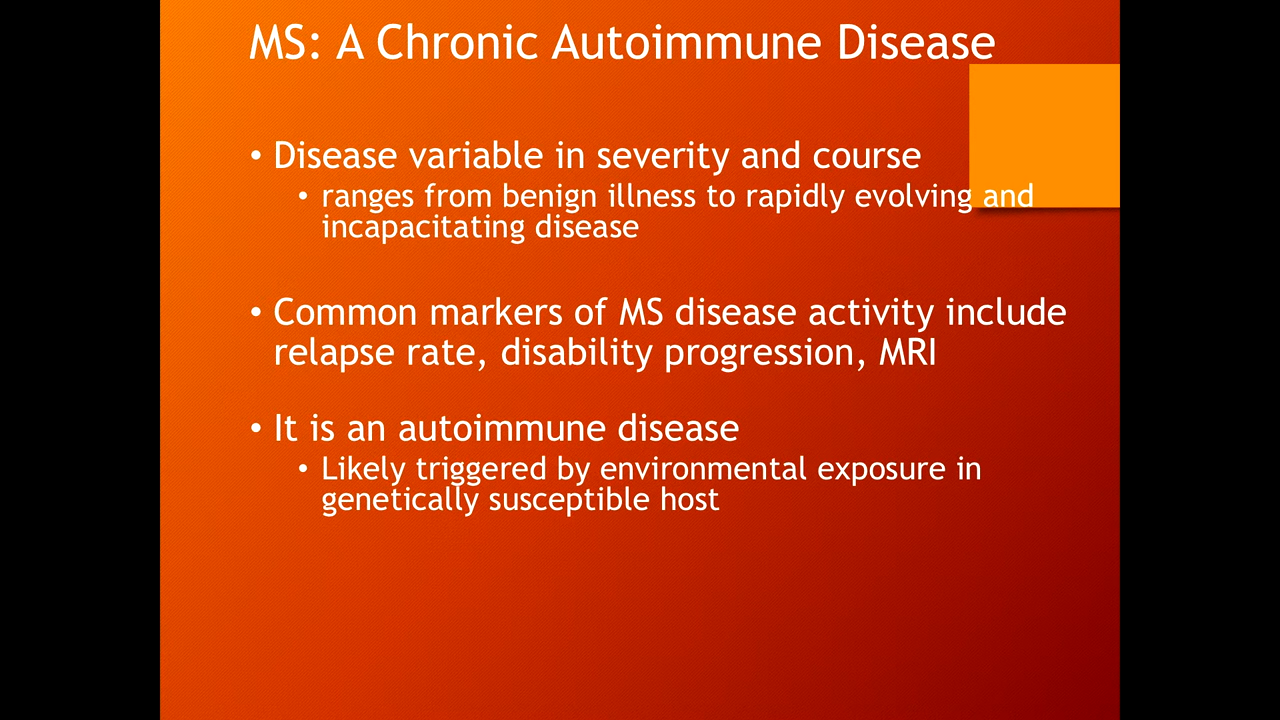 MS: A Chronic Autoimmune Disease
• Disease variable in severity and course
• ranges from benign illness to rapidly evolving and
incapacitating disease
• Common markers of MS disease activity include
relapse rate, disability progression, MRI
• It is an autoimmune disease
• Likely triggered by environmental exposure in
genetically susceptible host